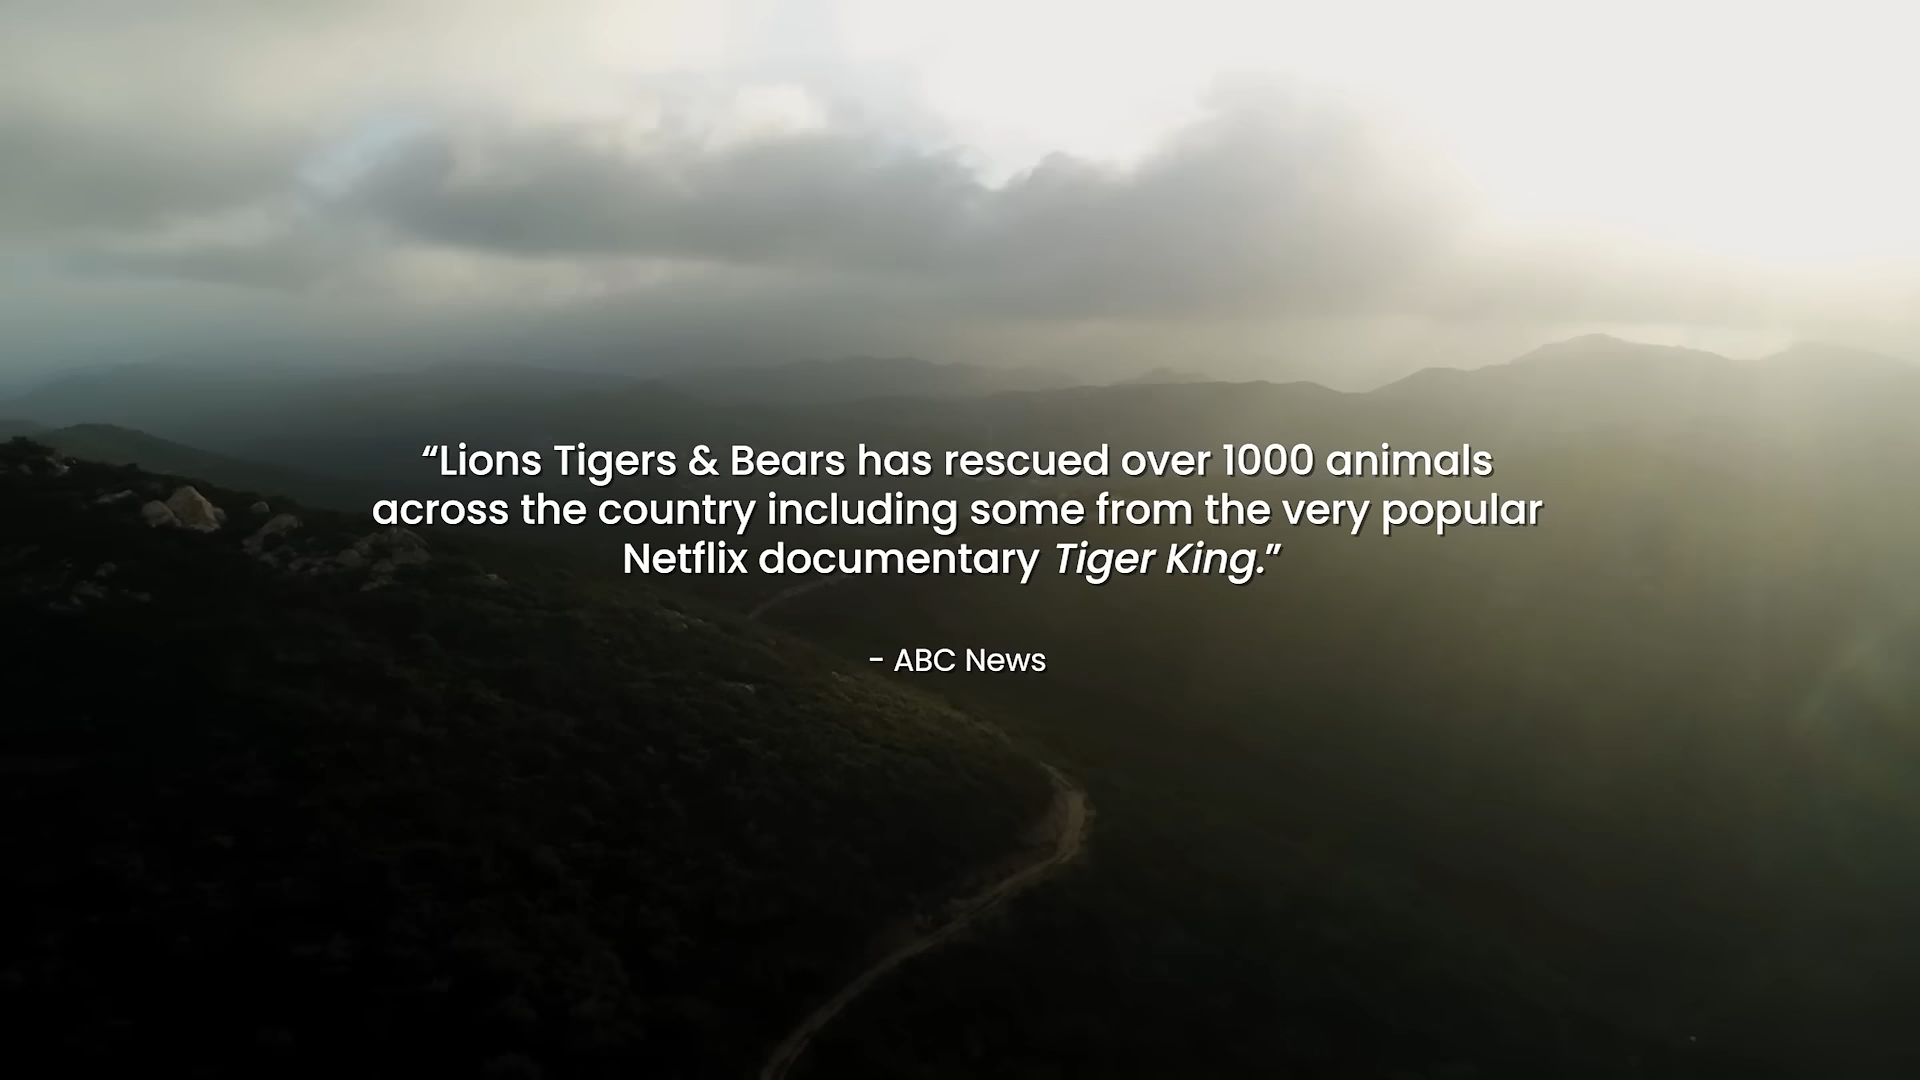 “Lions Tigers & Bears has rescued over 1000 animals
across the country including some from the very popular
Netflix documentary Tiger King.”
- ABC News